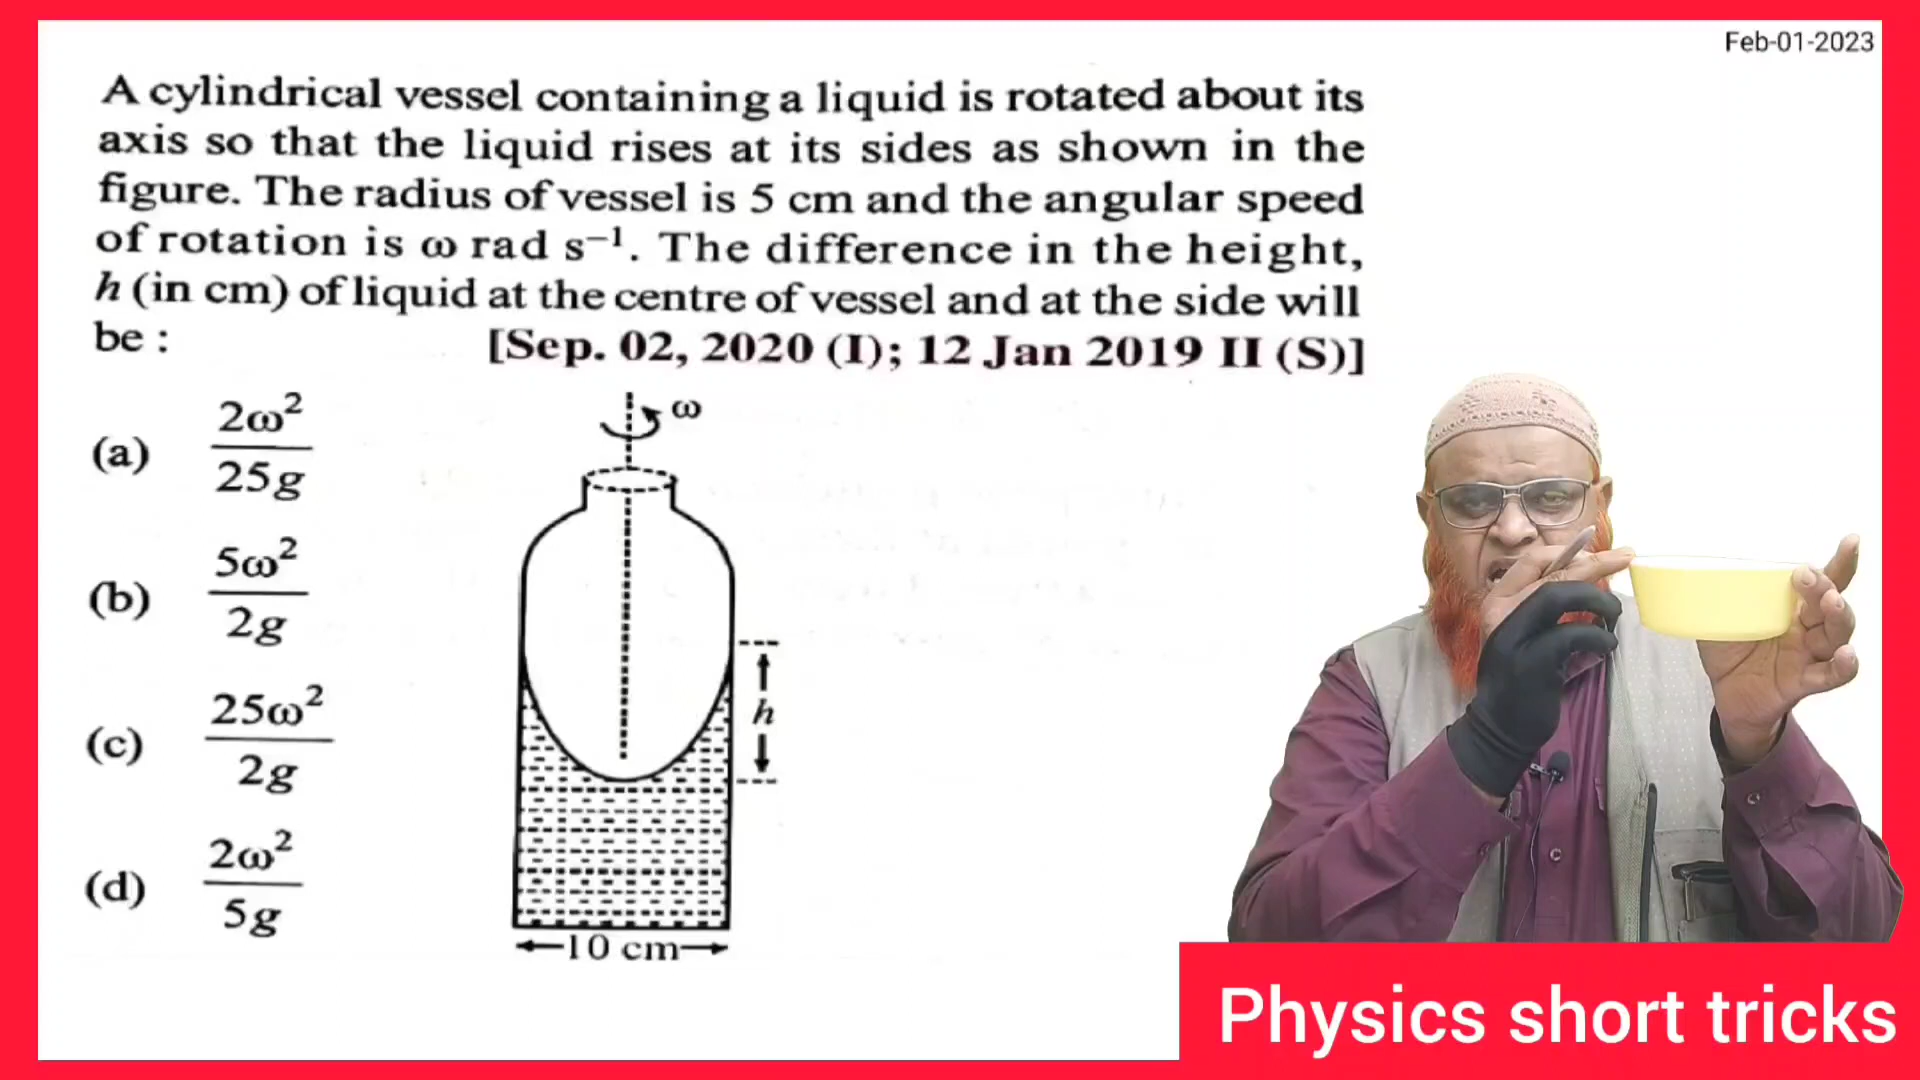 Feb-01-2023
A cylindrical vessel containing a liquid is rotated about its
axis so that the liquid rises at its sides as shown in the
figure. The radius of vessel is 5 cm and the angular speed
of rotation is ω rad s⁻¹. The difference in the height,
h (in cm) of liquid at the centre of vessel and at the side will
be : [Sep. 02, 2020 (I); 12 Jan 2019 II (S)]
(a) 2ω²/25g
(b) 5ω²/2g
(c) 25ω²/2g
(d) 2ω²/5g
ω
h
10 cm
Physics short tricks